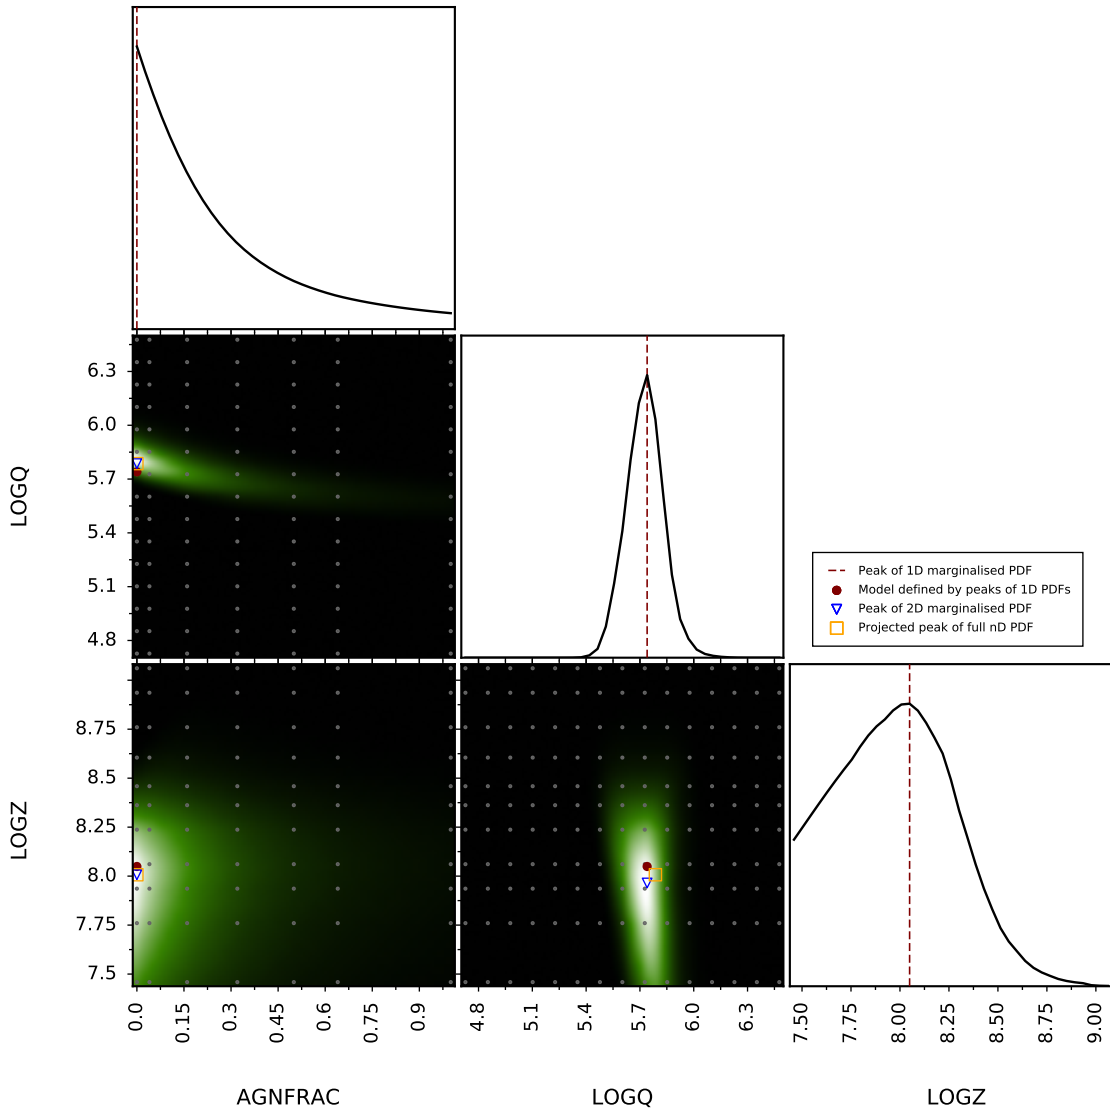 6.3
6.0
5.7
5.4
5.1
4.8
LOGQ
Peak of 1D marginalised PDF
Model defined by peaks of 1D PDFs
Peak of 2D marginalised PDF
Projected peak of full nD PDF
8.75
8.5
8.25
8.0
7.75
7.5
LOGZ
0.0 0.15 0.3 0.45 0.6 0.75 0.9
4.8 5.1 5.4 5.7 6.0 6.3
7.50 7.75 8.00 8.25 8.50 8.75 9.00
AGNFRAC
LOGQ
LOGZ